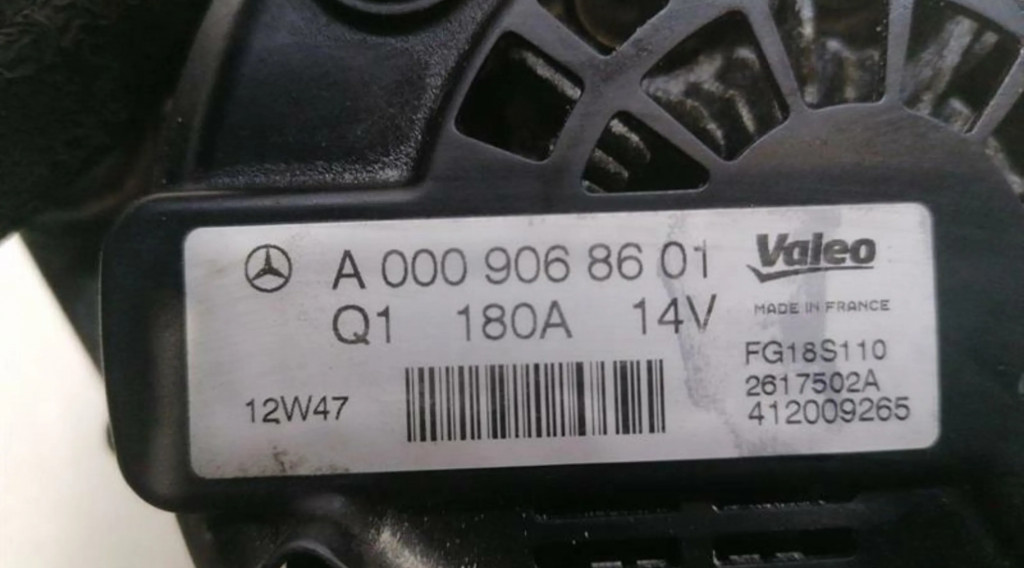 A 000 906 86 01
Q1 180A 14V
12W47
Valeo
MADE IN FRANCE
FG18S110
2617502A
412009265